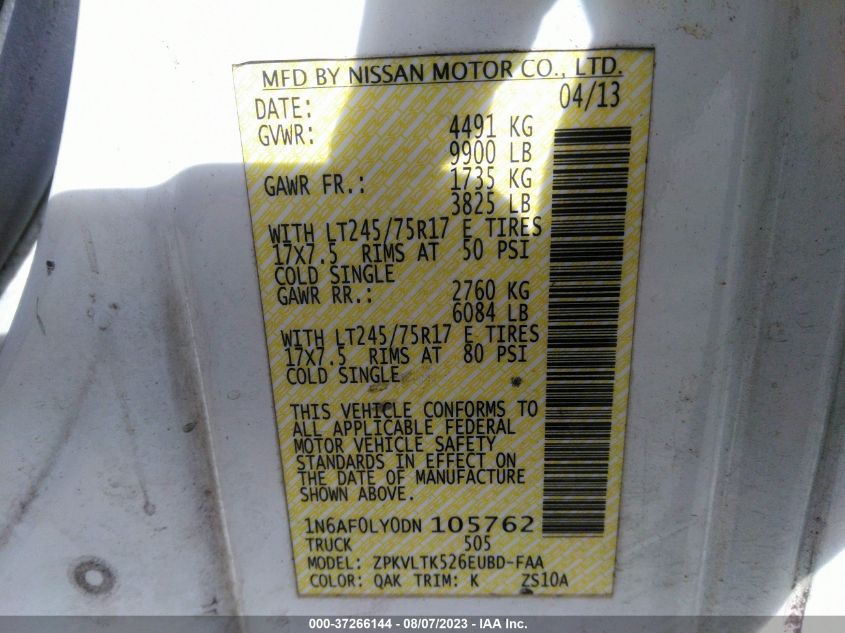 MFD BY NISSAN MOTOR CO., LTD.
DATE: 04/13
GVWR: 4491 KG
9900 LB
GAWR FR.: 1735 KG
3825 LB
WITH LT245/75R17 E TIRES
17X7.5 RIMS AT 50 PSI
COLD SINGLE
GAWR RR.: 2760 KG
6084 LB
WITH LT245/75R17 E TIRES
17X7.5 RIMS AT 80 PSI
COLD SINGLE
THIS VEHICLE CONFORMS TO
ALL APPLICABLE FEDERAL
MOTOR VEHICLE SAFETY
STANDARDS IN EFFECT ON
THE DATE OF MANUFACTURE
SHOWN ABOVE.
1N6AF0LY0DN 105762
TRUCK 505
MODEL: ZPKVLTK526EUBD-FAA
COLOR: QAK TRIM: K ZS10A
000-37266144 - 08/07/2023 - IAA Inc.